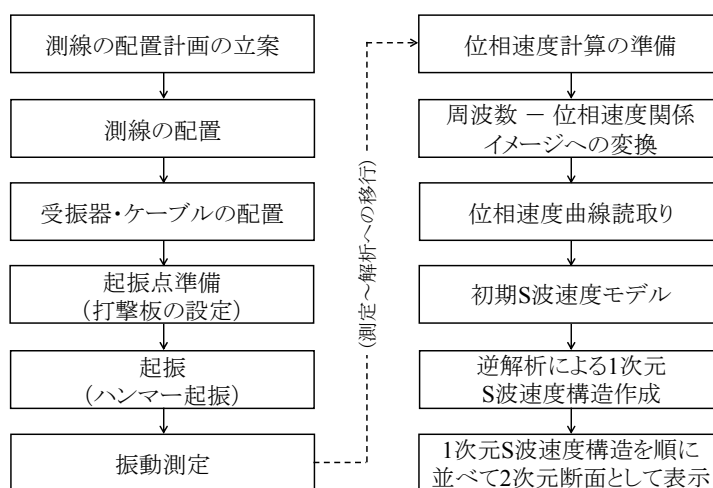 測線の配置計画の立案
測線の配置
受振器・ケーブルの配置
起振点準備
(打撃板の設定)
起振
(ハンマー起振)
振動測定
(測定～解析への移行)
位相速度計算の準備
周波数 － 位相速度関係
イメージへの変換
位相速度曲線読取り
初期S波速度モデル
逆解析による1次元
S波速度構造作成
1次元S波速度構造を順に
並べて2次元断面として表示